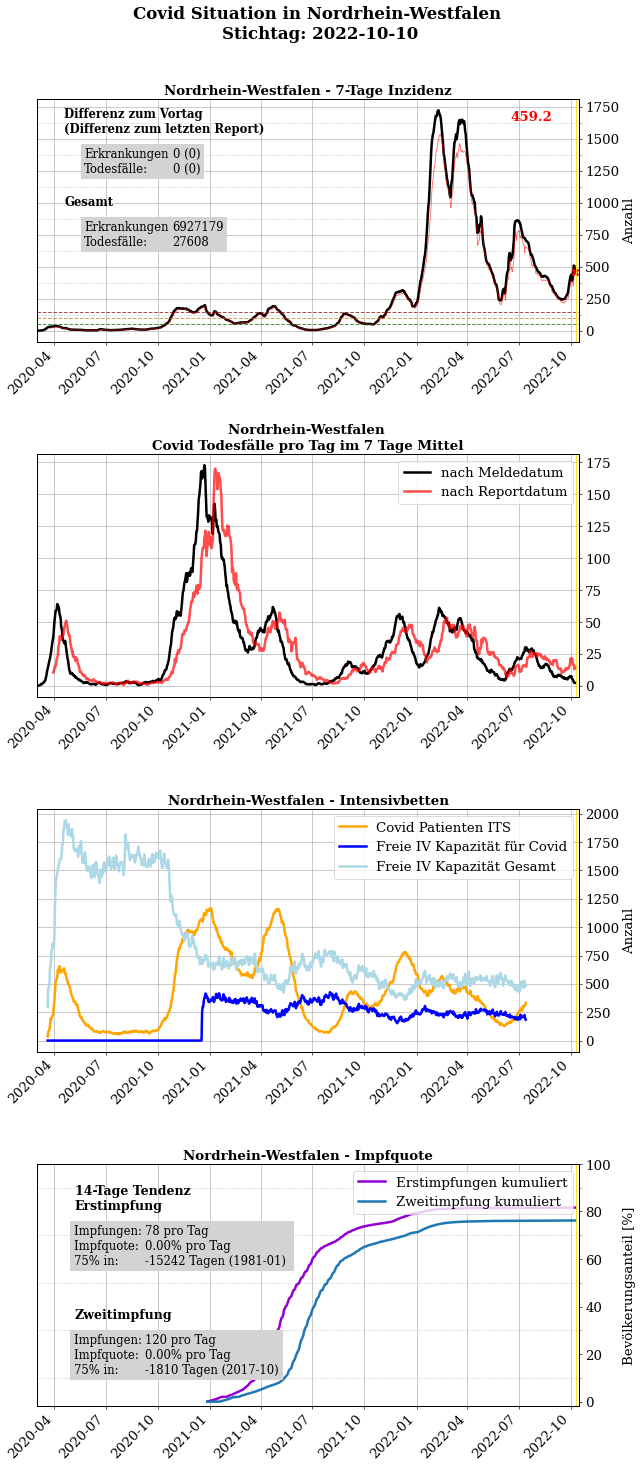 Covid Situation in Nordrhein-Westfalen
Stichtag: 2022-10-10
Nordrhein-Westfalen - 7-Tage Inzidenz
Differenz zum Vortag
(Differenz zum letzten Report)
Erkrankungen 0 (0)
Todesfälle: 0 (0)
Gesamt
Erkrankungen 6927179
Todesfälle: 27608
459.2
1750
1500
1250
1000
750
500
250
0
Anzahl
2020-04
2020-07
2020-10
2021-01
2021-04
2021-07
2021-10
2022-01
2022-04
2022-07
2022-10
Nordrhein-Westfalen
Covid Todesfälle pro Tag im 7 Tage Mittel
nach Meldedatum
nach Reportdatum
175
150
125
100
75
50
25
0
2020-04
2020-07
2020-10
2021-01
2021-04
2021-07
2021-10
2022-01
2022-04
2022-07
2022-10
Nordrhein-Westfalen - Intensivbetten
Covid Patienten ITS
Freie IV Kapazität für Covid
Freie IV Kapazität Gesamt
2000
1750
1500
1250
1000
750
500
250
0
Anzahl
2020-04
2020-07
2020-10
2021-01
2021-04
2021-07
2021-10
2022-01
2022-04
2022-07
2022-10
Nordrhein-Westfalen - Impfquote
Erstimpfungen kumuliert
Zweitimpfung kumuliert
14-Tage Tendenz
Erstimpfung
Impfungen: 78 pro Tag
Impfquote: 0.00% pro Tag
75% in: -15242 Tagen (1981-01)
Zweitimpfung
Impfungen: 120 pro Tag
Impfquote: 0.00% pro Tag
75% in: -1810 Tagen (2017-10)
100
80
60
40
20
0
Bevölkerungsanteil [%]
2020-04
2020-07
2020-10
2021-01
2021-04
2021-07
2021-10
2022-01
2022-04
2022-07
2022-10